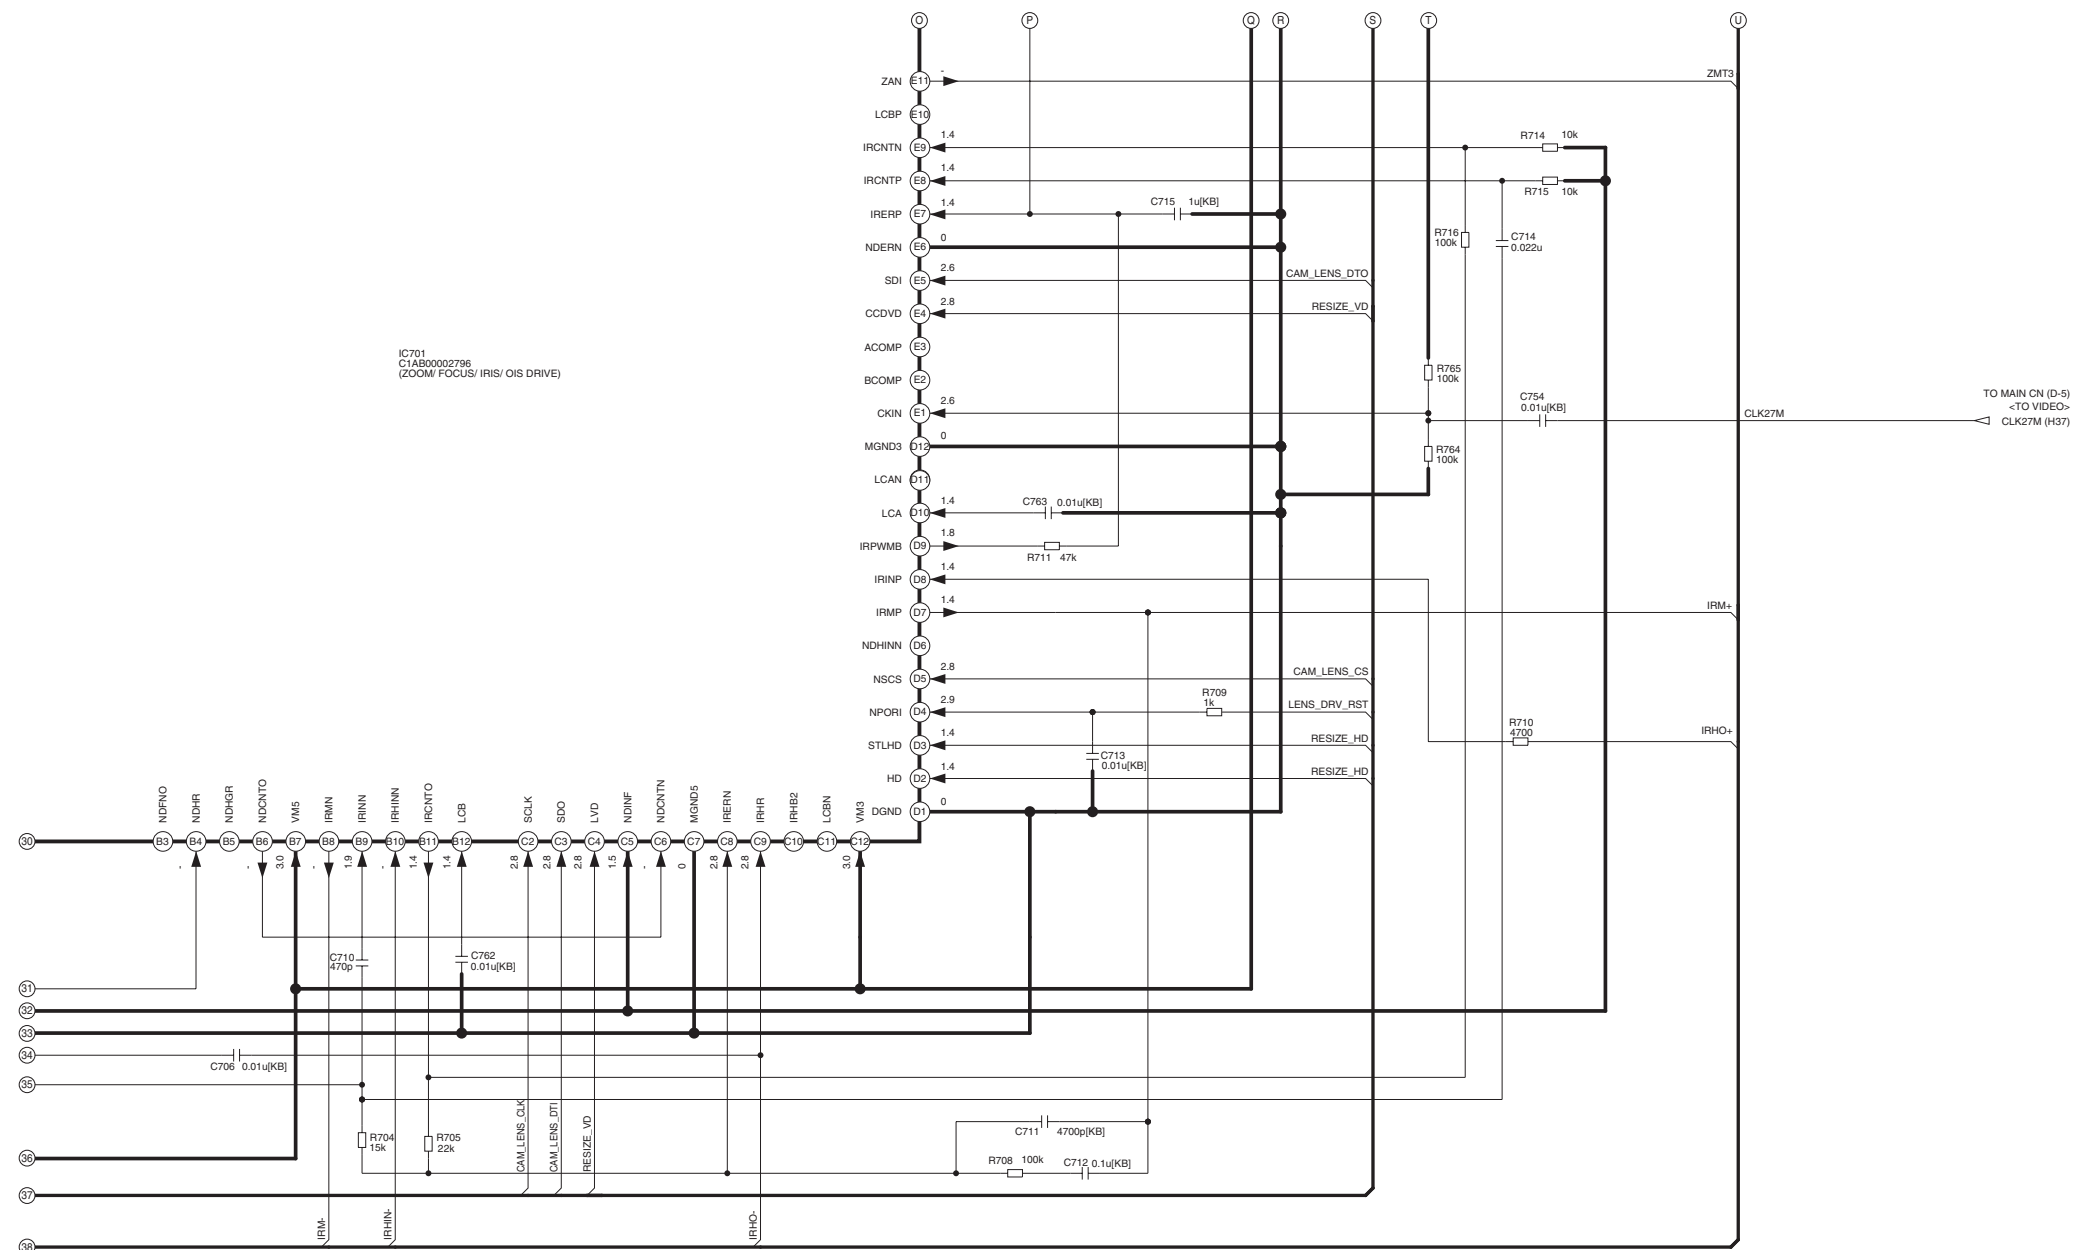 O P Q R S T U
ZAN E11 - ZMT3
LCBP E10
IRCNTN E9 1.4 R714 10k
IRCNTP E8 1.4 R715 10k
IRERP E7 1.4 C715 1u[KB]
NDERN E6 0
R716
100k
C714
0.022u
SDI E5 2.6 CAM_LENS_DTO
CCDVD E4 2.8 RESIZE_VD
ACOMP E3
IC701
C1AB00002796
(ZOOM/ FOCUS/ IRIS/ OIS DRIVE)
BCOMP E2
R765
100k
CKIN E1 2.6
C754
0.01u[KB]
CLK27M
TO MAIN CN (D-5)
<TO VIDEO>
CLK27M (H37)
MGND3 D12 0
R764
100k
LCAN D11
LCA D10 1.4 C763 0.01u[KB]
IRPWMB D9 1.8
R711 47k
IRINP D8 1.4
IRMP D7 1.4 IRM+
NDHINN D6
NSCS D5 2.8 CAM_LENS_CS
NPORI D4 2.9
R709
1k
LENS_DRV_RST
R710
4700
IRHO+
STLHD D3 1.4 RESIZE_HD
C713
0.01u[KB]
HD D2 1.4 RESIZE_HD
DGND D1 0
NDFNO NDHR NDHGR NDCNTO VM5 IRMN IRINN IRHINN IRCNTO LCB SCLK SDO LVD NDINF NDCNTN MGND5 IRERN IRHR IRHB2 LCBN VM3
30 B3 B4 B5 B6 B7 B8 B9 B10 B11 B12 C2 C3 C4 C5 C6 C7 C8 C9 C10 C11 C12
- - 3.0 - 1.9 - 1.4 1.4 2.8 2.8 2.8 1.5 - 0 2.8 2.8 3.0
C710
470p
C762
0.01u[KB]
31
32
33
34
C706 0.01u[KB]
35
R704
15k
R705
22k
CAM_LENS_CLK
CAM_LENS_DTI
RESIZE_VD
C711 4700p[KB]
R708 100k C712 0.1u[KB]
36
37
IRM-
IRHIN-
IRHO-
38